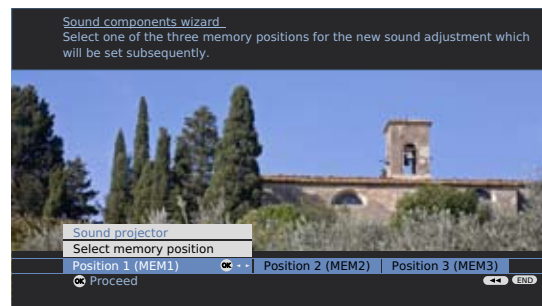 Sound components wizard
Select one of the three memory positions for the new sound adjustment which
will be set subsequently.
Sound projector
Select memory position
Position 1 (MEM1) OK Position 2 (MEM2) Position 3 (MEM3)
OK Proceed END